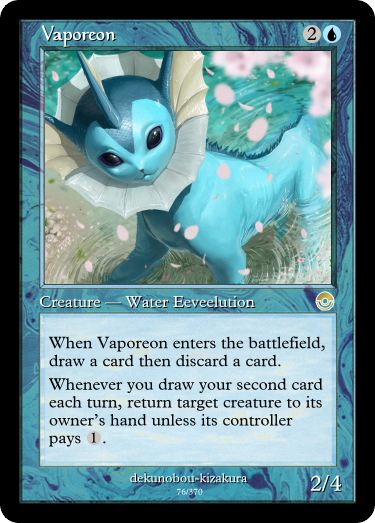 Vaporeon 2
Creature — Water Eeveelution
When Vaporeon enters the battlefield,
draw a card then discard a card.
Whenever you draw your second card
each turn, return target creature to its
owner's hand unless its controller
pays 1.
dekunobou-kizakura
76/370
2/4